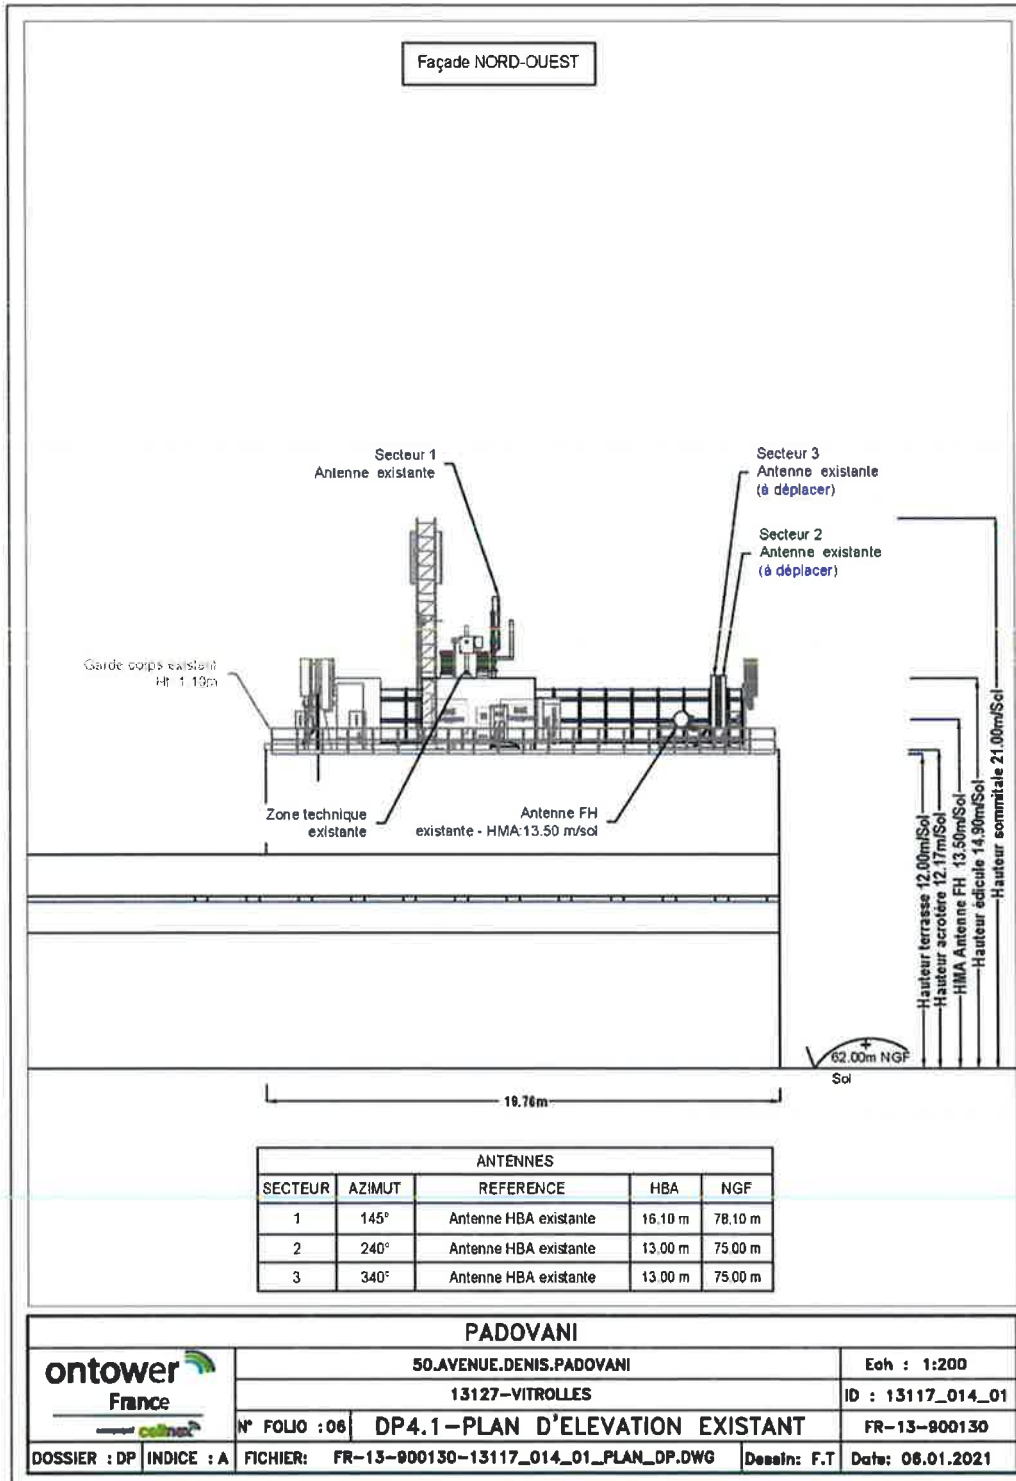 Façade NORD-OUEST
Secteur 1
Antenne existante
Secteur 3
Antenne existante
(à déplacer)
Secteur 2
Antenne existante
(à déplacer)
Garde corps existant
Ht: 1.10m
Zone technique
existante
Antenne FH
existante - HMA:13.50 m/sol
Hauteur terrasse 12.00m/Sol
Hauteur acrotère 12.17m/Sol
HMA Antenne FH 13.50m/Sol
Hauteur édicule 14.90m/Sol
Hauteur sommitale 21.00m/Sol
62.00m NGF
Sol
19.76m
ANTENNES
SECTEUR AZIMUT REFERENCE HBA NGF
1 145° Antenne HBA existante 16.10 m 78.10 m
2 240° Antenne HBA existante 13.00 m 75.00 m
3 340° Antenne HBA existante 13.00 m 75.00 m
PADOVANI
ontower
France
cellnex
50.AVENUE.DENIS.PADOVANI
Ech : 1:200
13127-VITROLLES
ID : 13117_014_01
N° FOLIO :06
DP4.1-PLAN D'ELEVATION EXISTANT
FR-13-900130
DOSSIER : DP
INDICE : A
FICHIER: FR-13-900130-13117_014_01_PLAN_DP.DWG
Dessin: F.T
Date: 06.01.2021